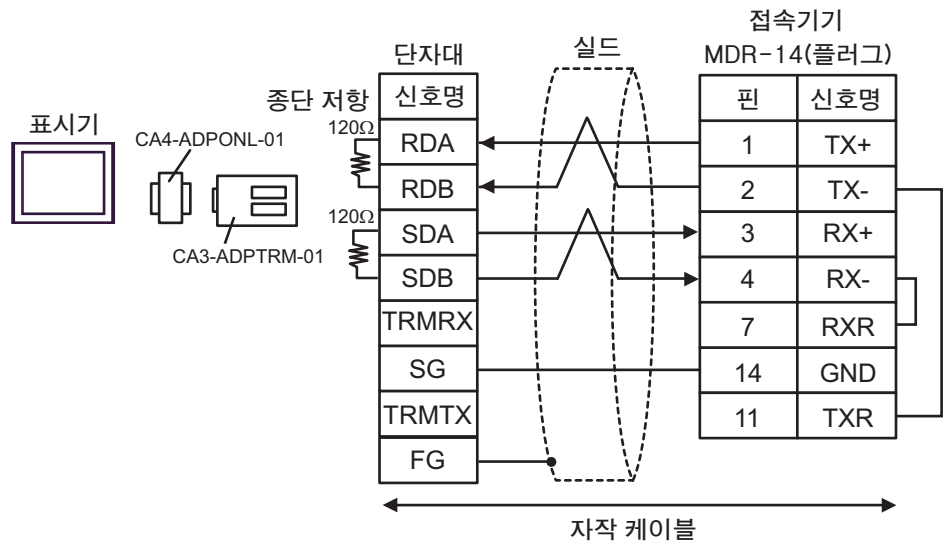 접속기기
단자대
실드
MDR-14(플러그)
종단 저항
신호명
핀
신호명
표시기
CA4-ADPONL-01
CA3-ADPTRM-01
120Ω
RDA
1
TX+
RDB
2
TX-
120Ω
SDA
3
RX+
SDB
4
RX-
TRMRX
7
RXR
SG
14
GND
TRMTX
11
TXR
FG
자작 케이블